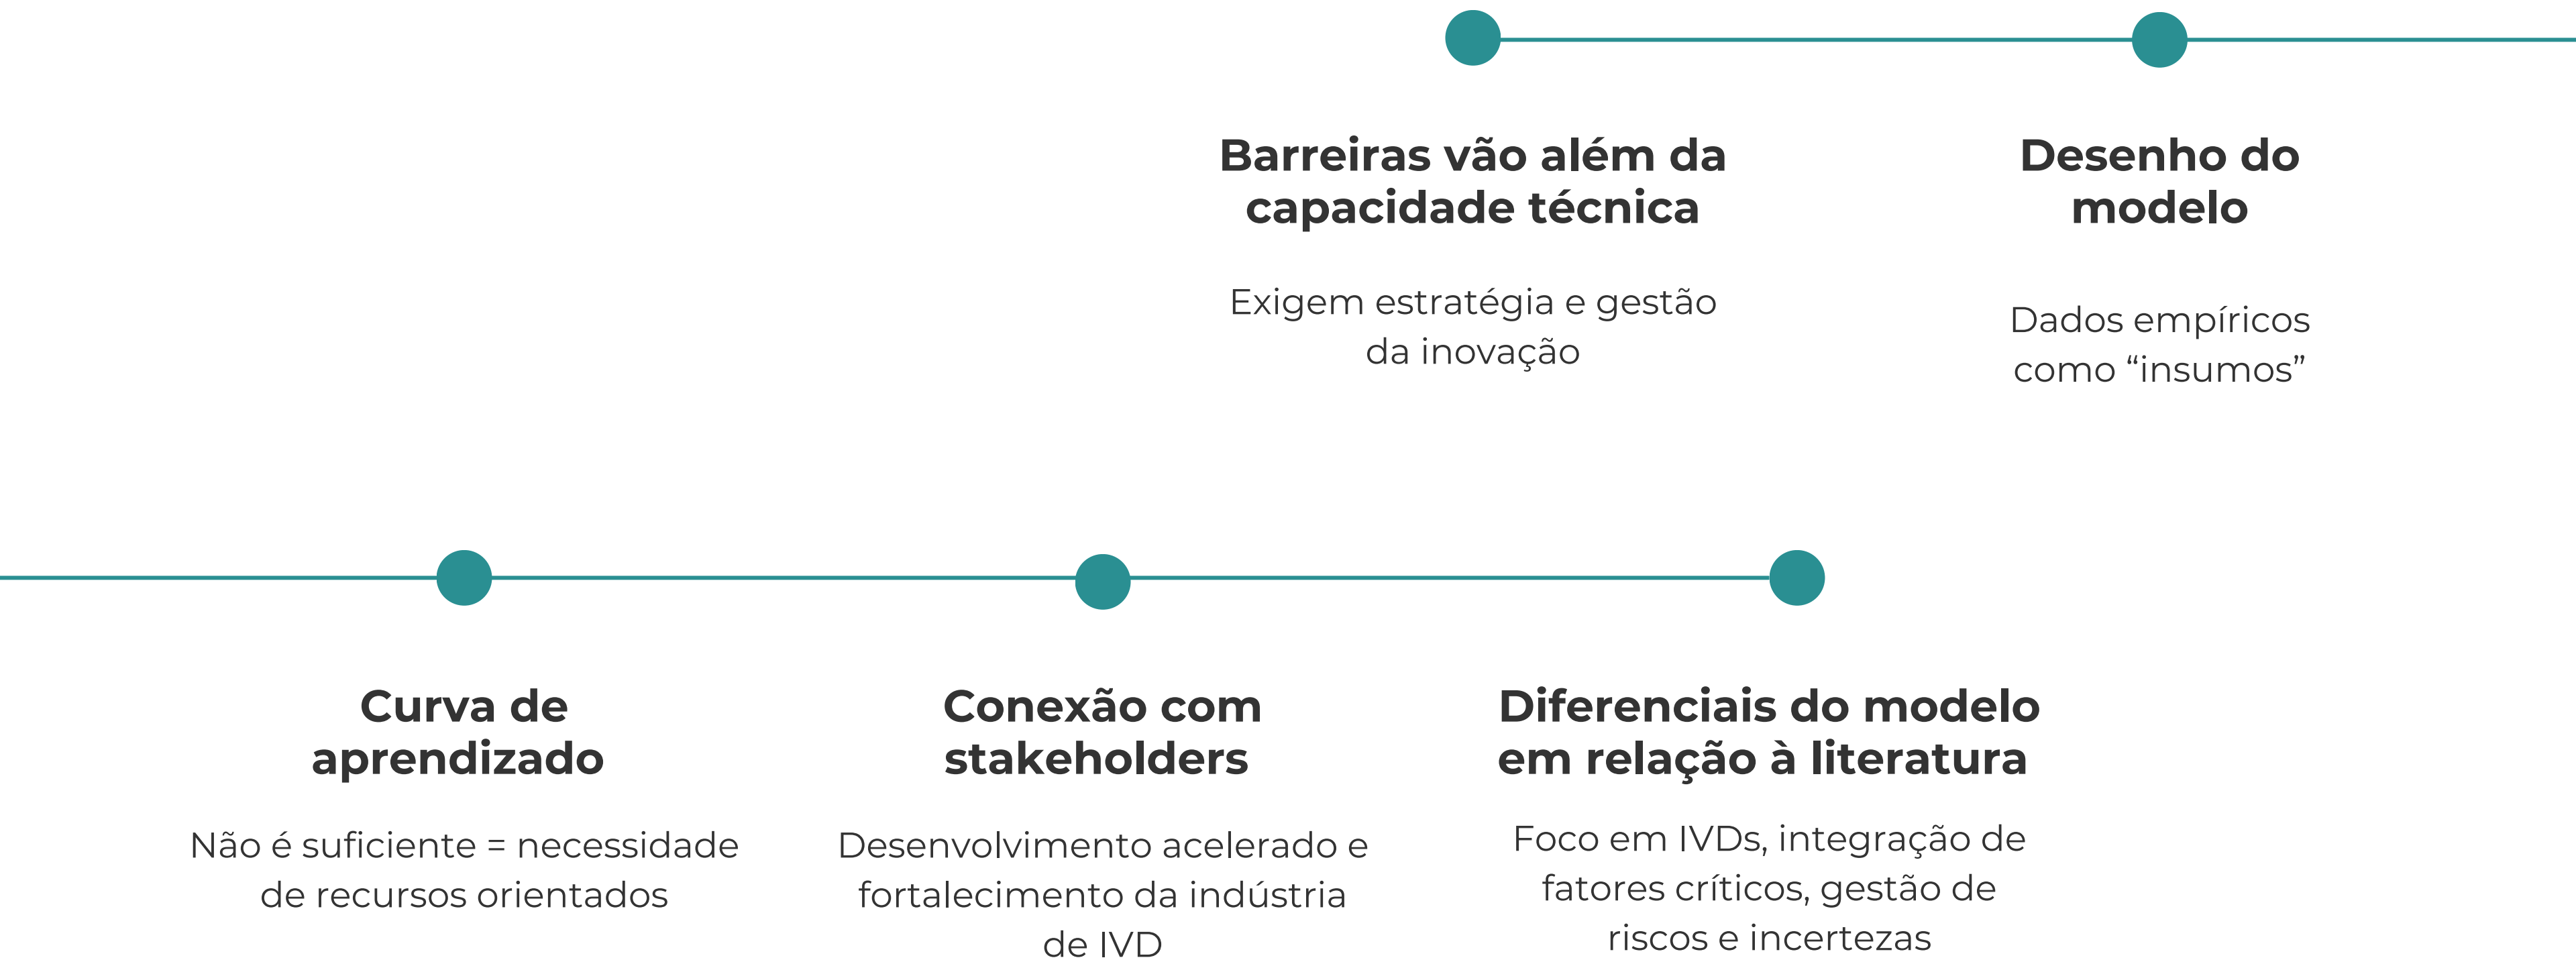 Barreiras vão além da
capacidade técnica
Exigem estratégia e gestão
da inovação
Desenho do
modelo
Dados empíricos
como “insumos”
Curva de
aprendizado
Não é suficiente = necessidade
de recursos orientados
Conexão com
stakeholders
Desenvolvimento acelerado e
fortalecimento da indústria
de IVD
Diferenciais do modelo
em relação à literatura
Foco em IVDs, integração de
fatores críticos, gestão de
riscos e incertezas